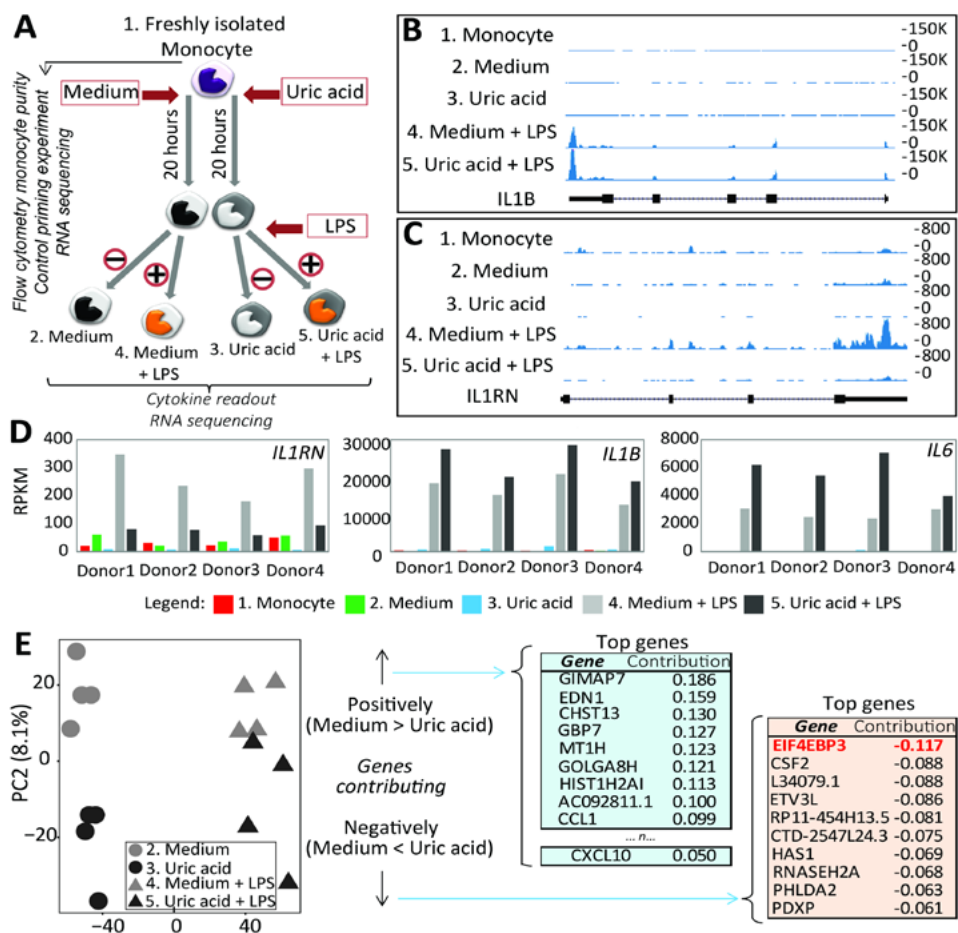 A
1. Freshly isolated
Monocyte
Medium
Uric acid
20 hours
20 hours
Flow cytometry monocyte purity
Control priming experiment
RNA sequencing
LPS
2. Medium
4. Medium
+ LPS
3. Uric acid
5. Uric acid
+ LPS
Cytokine readout
RNA sequencing
B
1. Monocyte
-150K
-0
2. Medium
-150K
-0
3. Uric acid
-150K
-0
4. Medium + LPS
-150K
-0
5. Uric acid + LPS
-150K
-0
IL1B
C
1. Monocyte
-800
-0
2. Medium
-800
-0
3. Uric acid
-800
-0
4. Medium + LPS
-800
-0
5. Uric acid + LPS
-800
-0
IL1RN
D
RPKM
400
300
200
100
0
IL1RN
Donor1 Donor2 Donor3 Donor4
30000
20000
10000
0
IL1B
Donor1 Donor2 Donor3 Donor4
8000
6000
4000
2000
0
IL6
Donor1 Donor2 Donor3 Donor4
Legend: 1. Monocyte 2. Medium 3. Uric acid 4. Medium + LPS 5. Uric acid + LPS
E
PC2 (8.1%)
20
-20
2. Medium
3. Uric acid
4. Medium + LPS
5. Uric acid + LPS
-40 0 40
Positively
(Medium > Uric acid)
Genes
contributing
Negatively
(Medium < Uric acid)
Top genes
Gene Contribution
GIMAP7 0.186
EDN1 0.159
CHST13 0.130
GBP7 0.127
MT1H 0.123
GOLGA8H 0.121
HIST1H2AI 0.113
AC092811.1 0.100
CCL1 0.099
... n...
CXCL10 0.050
Top genes
Gene Contribution
EIF4EBP3 -0.117
CSF2 -0.088
L34079.1 -0.088
ETV3L -0.086
RP11-454H13.5 -0.081
CTD-2547L24.3 -0.075
HAS1 -0.069
RNASEH2A -0.068
PHLDA2 -0.063
PDXP -0.061